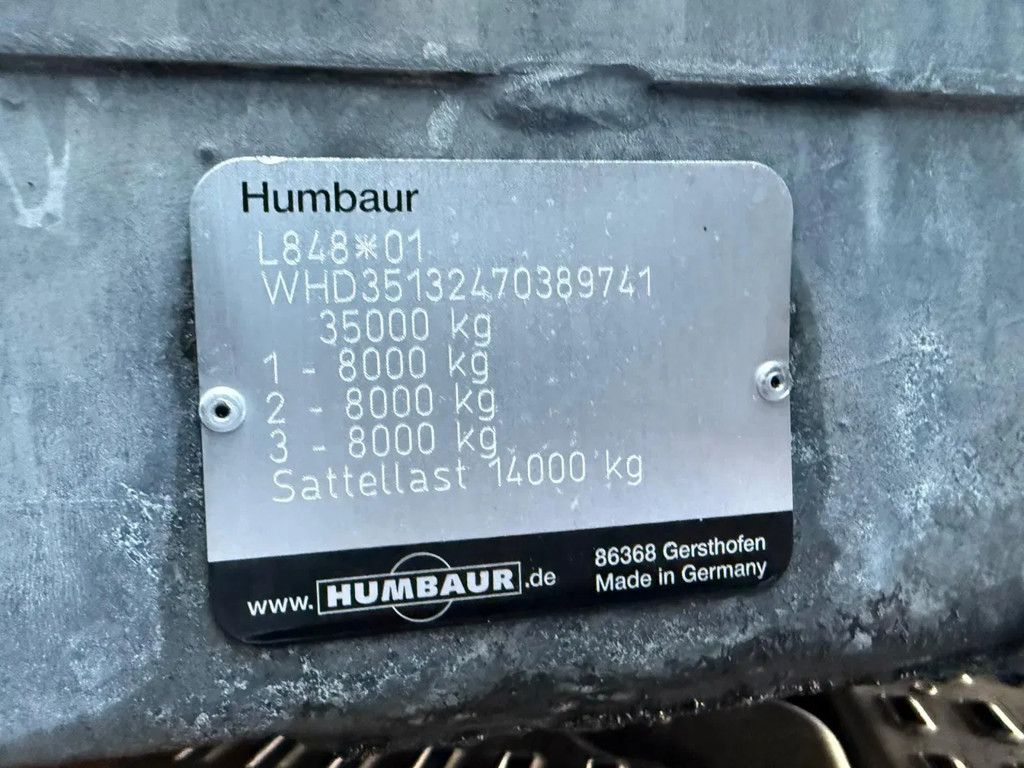 Humbaur
L848*01
WHD35132470389741
35000 kg
1 - 8000 kg
2 - 8000 kg
3 - 8000 kg
Sattellast 14000 kg
www.HUMBAUR.de
86368 Gersthofen
Made in Germany